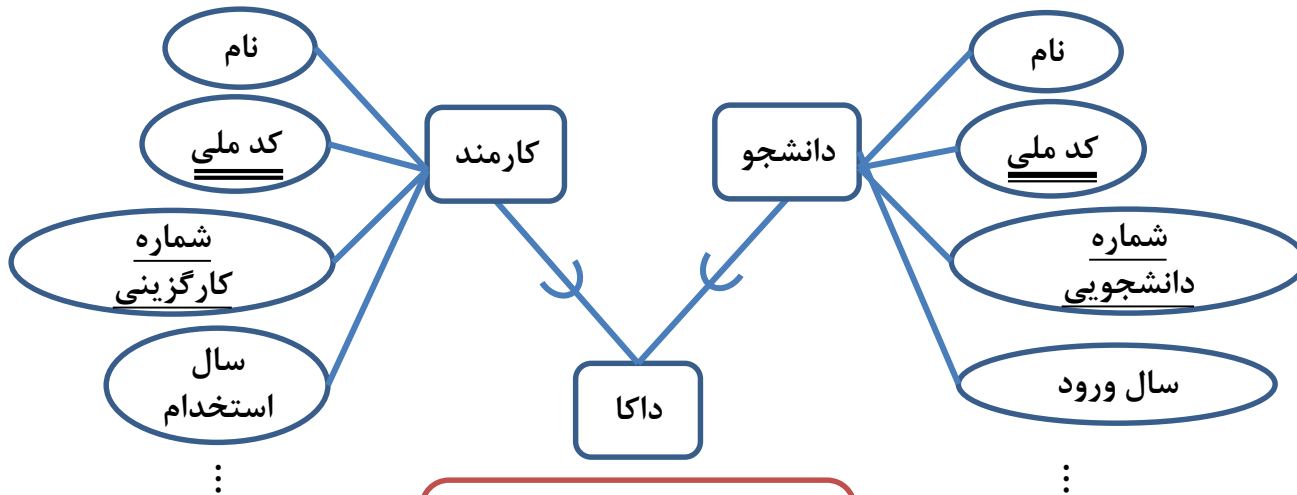 نام
کد ملی
شماره
دانشجویی
سال ورود
⋮
دانشجو
کارمند
داکا
نام
کد ملی
شماره
کارگزینی
سال
استخدام
⋮